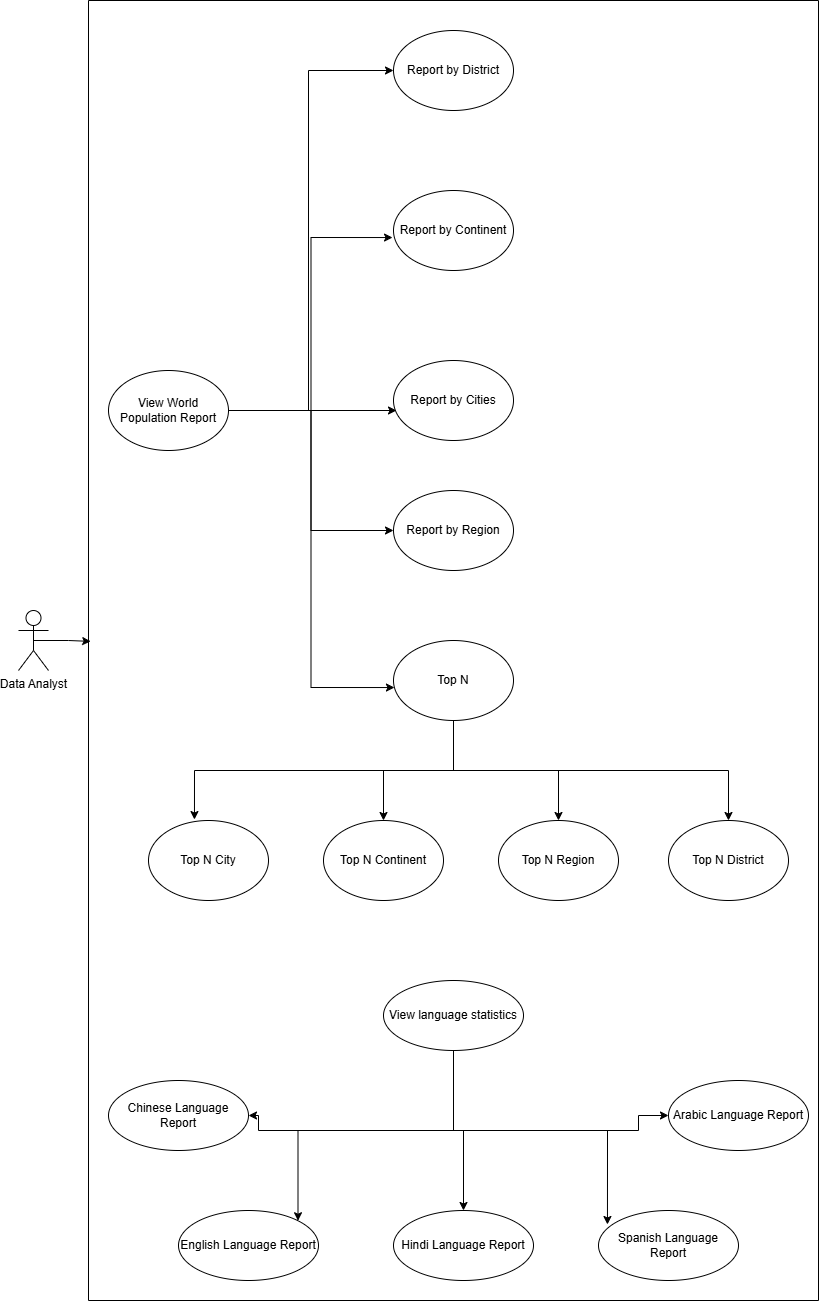 Report by District
Report by Continent
View World
Population Report
Report by Cities
Report by Region
Data Analyst
Top N
Top N City
Top N Continent
Top N Region
Top N District
View language statistics
Chinese Language
Report
Arabic Language Report
English Language Report
Hindi Language Report
Spanish Language
Report